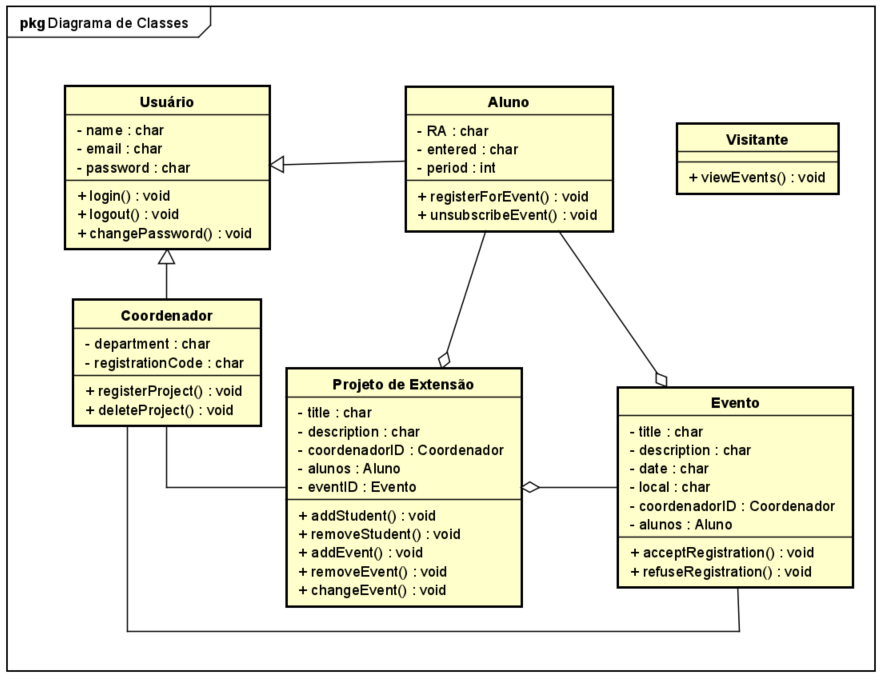 pkg Diagrama de Classes
Usuário
- name : char
- email : char
- password : char
+ login() : void
+ logout() : void
+ changePassword() : void
Aluno
- RA : char
- entered : char
- period : int
+ registerForEvent() : void
+ unsubscribeEvent() : void
Visitante
+ viewEvents() : void
Coordenador
- department : char
- registrationCode : char
+ registerProject() : void
+ deleteProject() : void
Projeto de Extensão
- title : char
- description : char
- coordenadorID : Coordenador
- alunos : Aluno
- eventID : Evento
+ addStudent() : void
+ removeStudent() : void
+ addEvent() : void
+ removeEvent() : void
+ changeEvent() : void
Evento
- title : char
- description : char
- date : char
- local : char
- coordenadorID : Coordenador
- alunos : Aluno
+ acceptRegistration() : void
+ refuseRegistration() : void